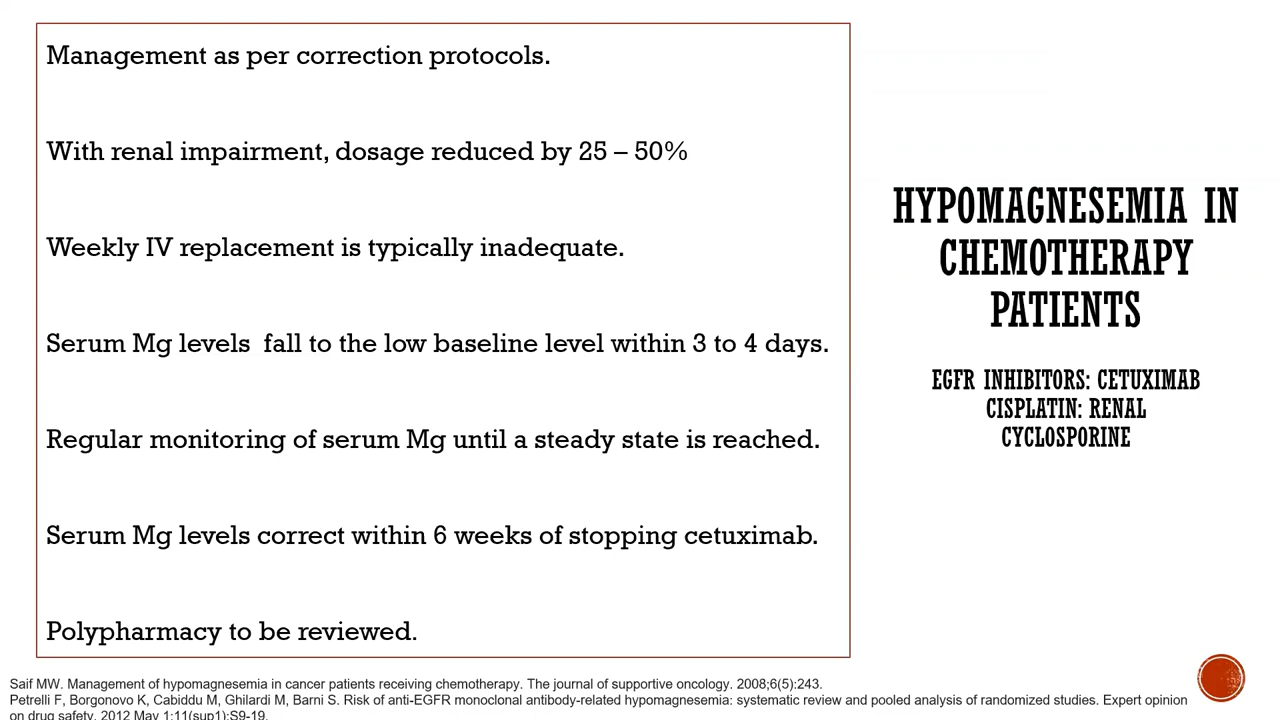 Management as per correction protocols.
With renal impairment, dosage reduced by 25 – 50%
Weekly IV replacement is typically inadequate.
Serum Mg levels  fall to the low baseline level within 3 to 4 days.
Regular monitoring of serum Mg until a steady state is reached.
Serum Mg levels correct within 6 weeks of stopping cetuximab.
Polypharmacy to be reviewed.
HYPOMAGNESEMIA IN
CHEMOTHERAPY
PATIENTS
EGFR INHIBITORS: CETUXIMAB
CISPLATIN: RENAL
CYCLOSPORINE
Saif MW. Management of hypomagnesemia in cancer patients receiving chemotherapy. The journal of supportive oncology. 2008;6(5):243.
Petrelli F, Borgonovo K, Cabiddu M, Ghilardi M, Barni S. Risk of anti-EGFR monoclonal antibody-related hypomagnesemia: systematic review and pooled analysis of randomized studies. Expert opinion
on drug safety. 2012 May 1;11(sup1):S9-19.